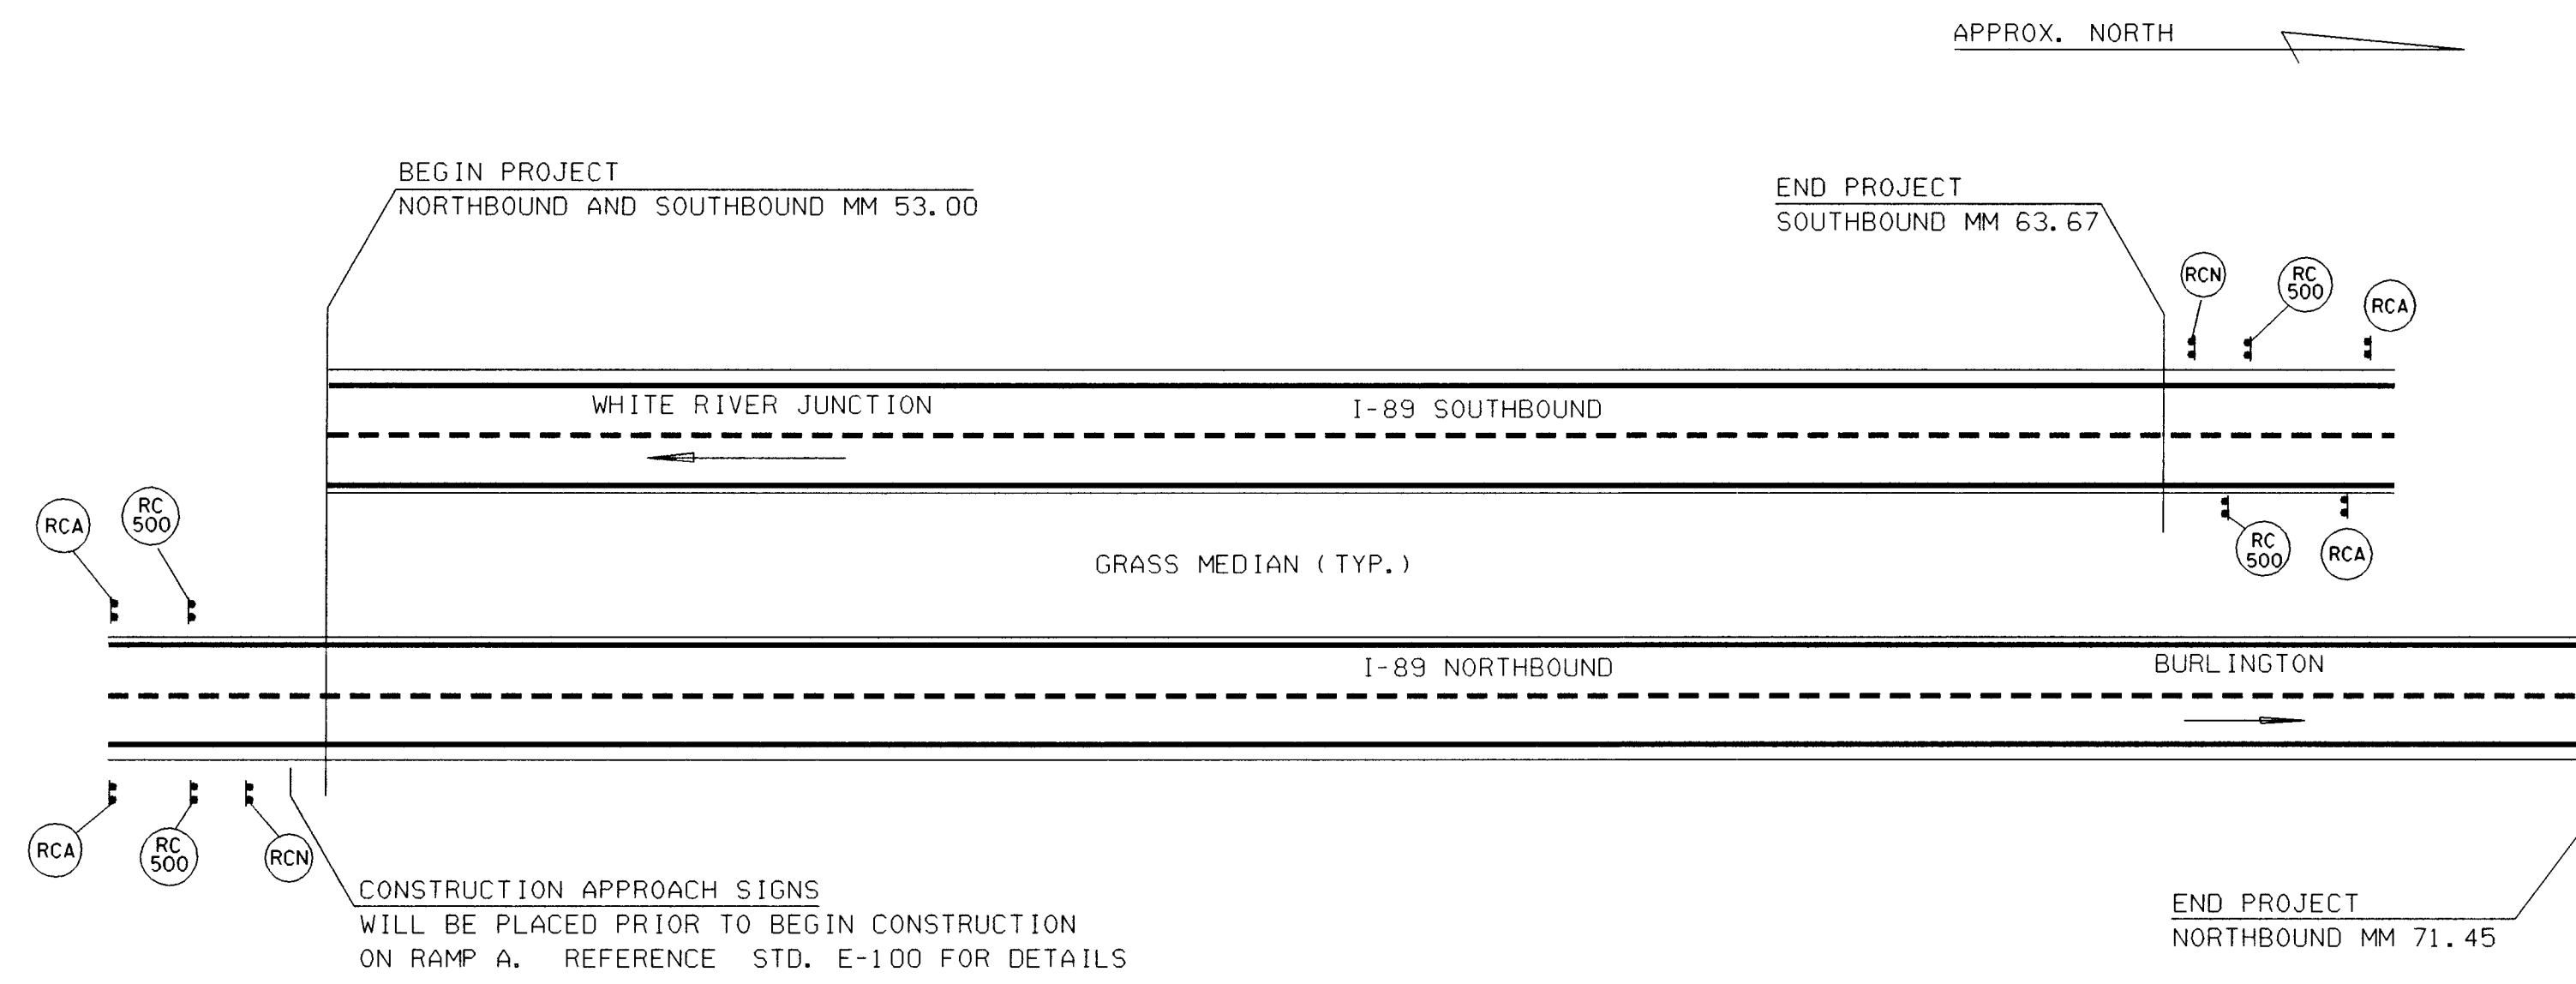 APPROX. NORTH
BEGIN PROJECT
NORTHBOUND AND SOUTHBOUND MM 53.00
END PROJECT
SOUTHBOUND MM 63.67
RCN
RC
500
RCA
WHITE RIVER JUNCTION
I-89 SOUTHBOUND
RCA
RC
500
RC
500
RCA
GRASS MEDIAN (TYP.)
I-89 NORTHBOUND
BURLINGTON
RCA
RC
500
RCN
CONSTRUCTION APPROACH SIGNS
WILL BE PLACED PRIOR TO BEGIN CONSTRUCTION
ON RAMP A. REFERENCE STD. E-100 FOR DETAILS
END PROJECT
NORTHBOUND MM 71.45